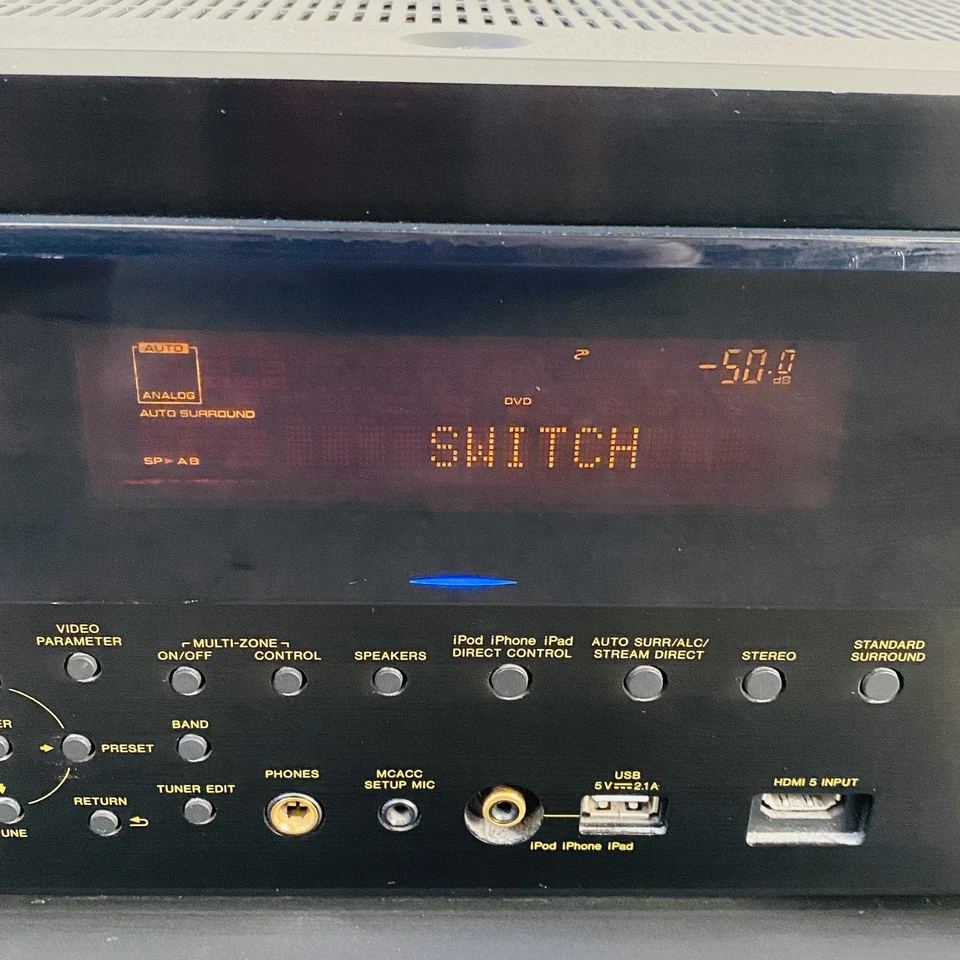 AUTO
ANALOG
AUTO SURROUND
SP►AB
DVD
-50.0
dB
SWITCH
VIDEO
PARAMETER
MULTI-ZONE
ON/OFF
CONTROL
SPEAKERS
iPod iPhone iPad
DIRECT CONTROL
AUTO SURR/ALC/
STREAM DIRECT
STEREO
STANDARD
SURROUND
ER
PRESET
BAND
UNE
RETURN
TUNER EDIT
PHONES
MCACC
SETUP MIC
USB
5V⎓2.1A
iPod iPhone iPad
HDMI 5 INPUT